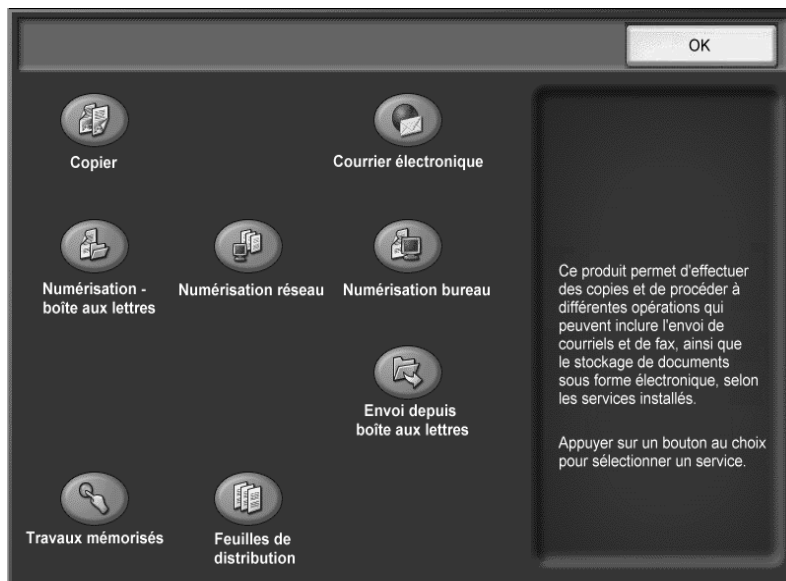 OK
Copier
Courrier électronique
Numérisation -
boîte aux lettres
Numérisation réseau
Numérisation bureau
Envoi depuis
boîte aux lettres
Travaux mémorisés
Feuilles de
distribution
Ce produit permet d'effectuer
des copies et de procéder à
différentes opérations qui
peuvent inclure l'envoi de
courriels et de fax, ainsi que
le stockage de documents
sous forme électronique, selon
les services installés.
Appuyer sur un bouton au choix
pour sélectionner un service.